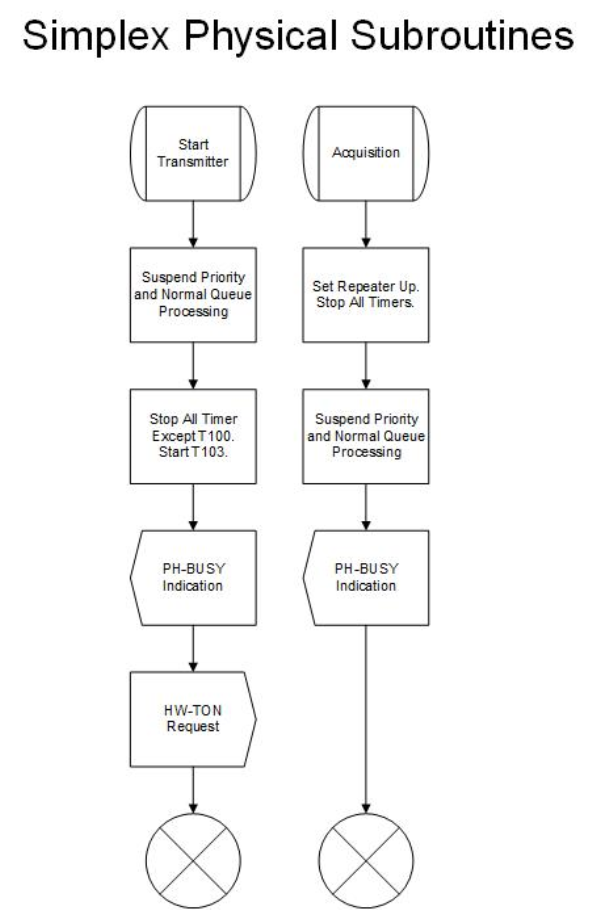 Simplex Physical Subroutines
Start
Transmitter
Suspend Priority
and Normal Queue
Processing
Stop All Timer
Except T100.
Start T103.
PH-BUSY
Indication
HW-TON
Request
Acquisition
Set Repeater Up.
Stop All Timers.
Suspend Priority
and Normal Queue
Processing
PH-BUSY
Indication